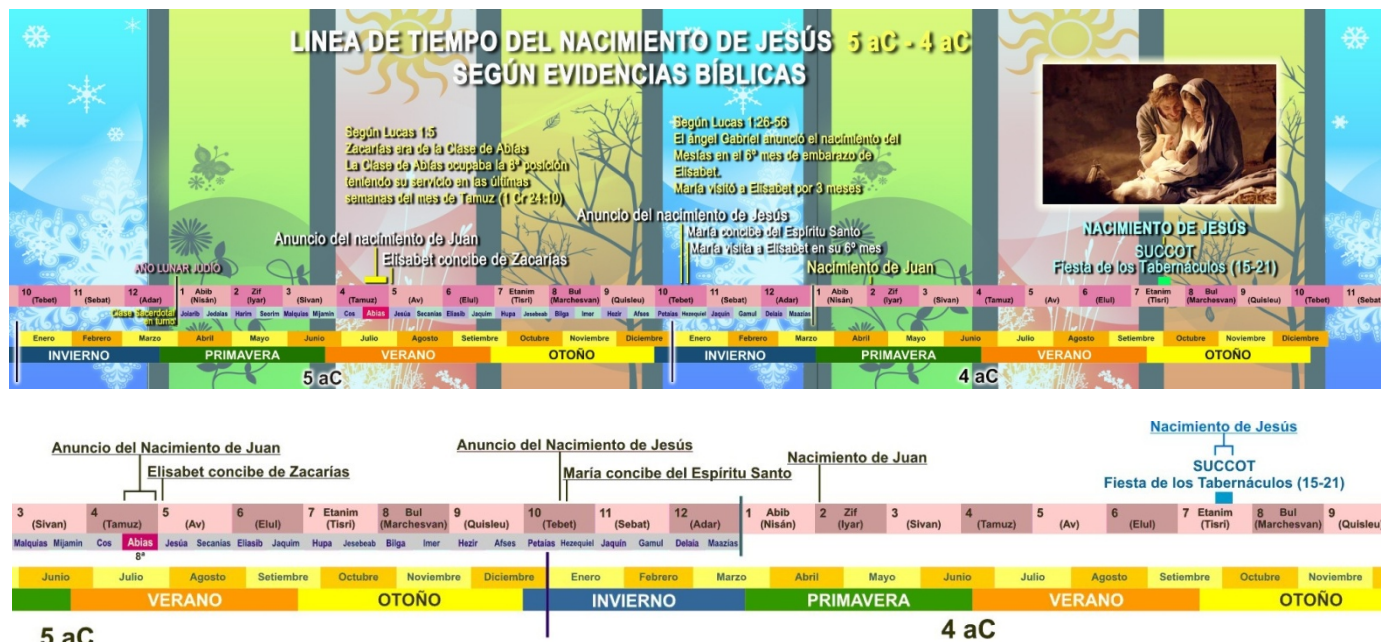 LINEA DE TIEMPO DEL NACIMIENTO DE JESÚS 5 aC - 4 aC
SEGÚN EVIDENCIAS BÍBLICAS
Según Lucas 1:5
Zacarías era de la Clase de Abías
La Clase de Abías ocupaba la 8ª posición
teniendo su servicio en las últimas
semanas del mes de Tamuz (1 Cr 24:10)
Según Lucas 1:26-56
El ángel Gabriel anunció el nacimiento del
Mesías en el 6º mes de embarazo de
Elisabet.
María visitó a Elisabet por 3 meses
Anuncio del nacimiento de Juan
Elisabet concibe de Zacarías
Anuncio del nacimiento de Jesús
María concibe del Espíritu Santo
María visita a Elisabet en su 6º mes
Nacimiento de Juan
NACIMIENTO DE JESÚS
SUCCOT
Fiesta de los Tabernáculos (15-21)
AÑO LUNAR JUDÍO
10 (Tebet) 11 (Sebat) 12 (Adar) 1 Abib (Nisán) 2 Zif (Iyar) 3 (Sivan) 4 (Tamuz) 5 (Av) 6 (Elul) 7 Etanim (Tisri) 8 Bul (Marchesvan) 9 (Quisleu) 10 (Tebet) 11 (Sebat) 12 (Adar) 1 Abib (Nisán) 2 Zif (Iyar) 3 (Sivan) 4 (Tamuz) 5 (Av) 6 (Elul) 7 Etanim (Tisri) 8 Bul (Marchesvan) 9 (Quisleu) 10 (Tebet) 11 (Sebat)
Clase sacerdotal
en turno
Joiarib Jedaías Harim Seorim Malquias Mijamin Cos Abias Jesúa Secanías Eliasib Jaquim Hupa Jesebeab Bilga Imer Hezir Afses Petaías Hezequiel Jaquin Gamul Delaia Maazias
Enero Febrero Marzo Abril Mayo Junio Julio Agosto Setiembre Octubre Noviembre Diciembre Enero Febrero Marzo Abril Mayo Junio Julio Agosto Setiembre Octubre Noviembre Diciembre
INVIERNO PRIMAVERA VERANO OTOÑO INVIERNO PRIMAVERA VERANO OTOÑO
5 aC 4 aC
Anuncio del Nacimiento de Juan
Elisabet concibe de Zacarías
Anuncio del Nacimiento de Jesús
María concibe del Espíritu Santo
Nacimiento de Juan
Nacimiento de Jesús
SUCCOT
Fiesta de los Tabernáculos (15-21)
3 (Sivan) 4 (Tamuz) 5 (Av) 6 (Elul) 7 Etanim (Tisri) 8 Bul (Marchesvan) 9 (Quisleu) 10 (Tebet) 11 (Sebat) 12 (Adar) 1 Abib (Nisán) 2 Zif (Iyar) 3 (Sivan) 4 (Tamuz) 5 (Av) 6 (Elul) 7 Etanim (Tisri) 8 Bul (Marchesvan) 9 (Quisleu)
Malquias Mijamin Cos Abias Jesúa Secanías Eliasib Jaquim Hupa Jesebeab Bilga Imer Hezir Afses Petaias Hezequiel Jaquin Gamul Delaia Maazias
8ª
Junio Julio Agosto Setiembre Octubre Noviembre Diciembre Enero Febrero Marzo Abril Mayo Junio Julio Agosto Setiembre Octubre Noviembre
VERANO OTOÑO INVIERNO PRIMAVERA VERANO OTOÑO
5 aC 4 aC